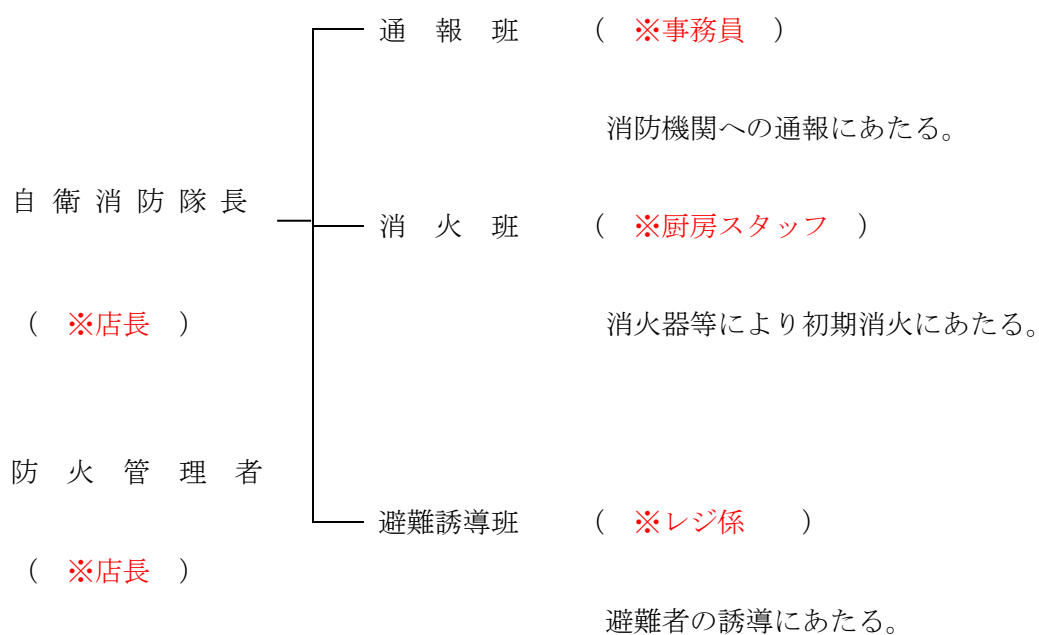 通報班 （ ※事務員 ）
消防機関への通報にあたる。
自衛消防隊長
消火班 （ ※厨房スタッフ ）
（ ※店長 ）
消火器等により初期消火にあたる。
防火管理者
避難誘導班 （ ※レジ係 ）
（ ※店長 ）
避難者の誘導にあたる。